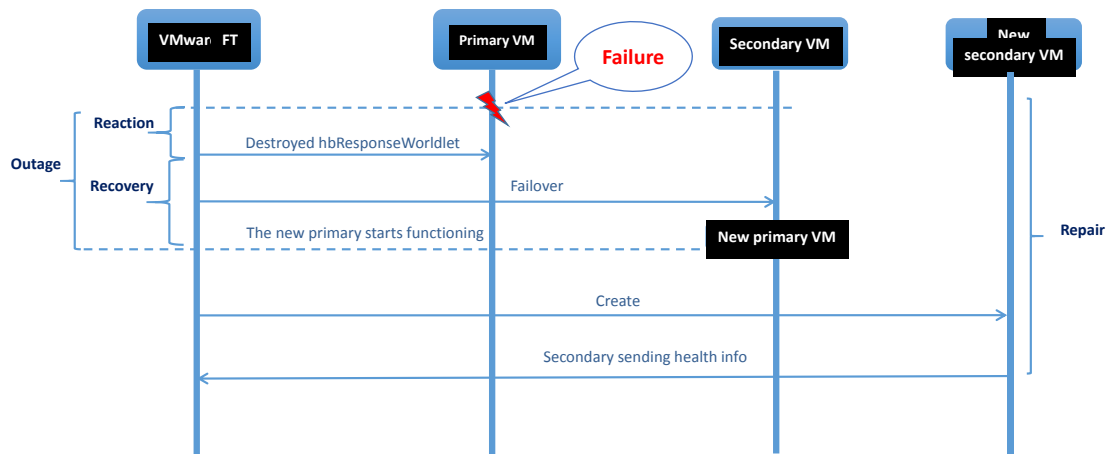 VMware FT
Primary VM
Failure
Secondary VM
New
secondary VM
Reaction
Destroyed hbResponseWorldlet
Outage
Recovery
Failover
The new primary starts functioning
New primary VM
Repair
Create
Secondary sending health info